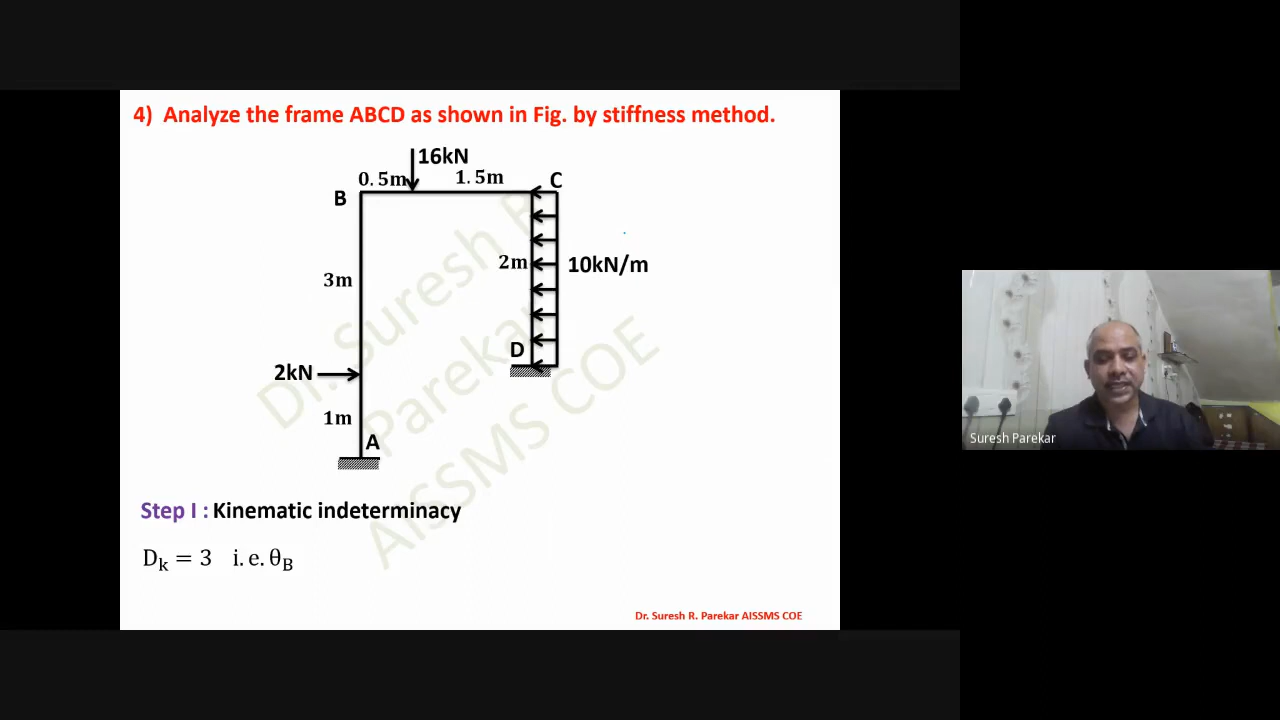 4) Analyze the frame ABCD as shown in Fig. by stiffness method.
16kN
0.5m
1.5m
C
B
3m
2m
10kN/m
D
2kN
1m
A
Dr. Suresh R.
Parekar
AISSMS COE
Step I : Kinematic indeterminacy
Dₖ = 3 i.e. θ_B
Dr. Suresh R. Parekar AISSMS COE
Suresh Parekar